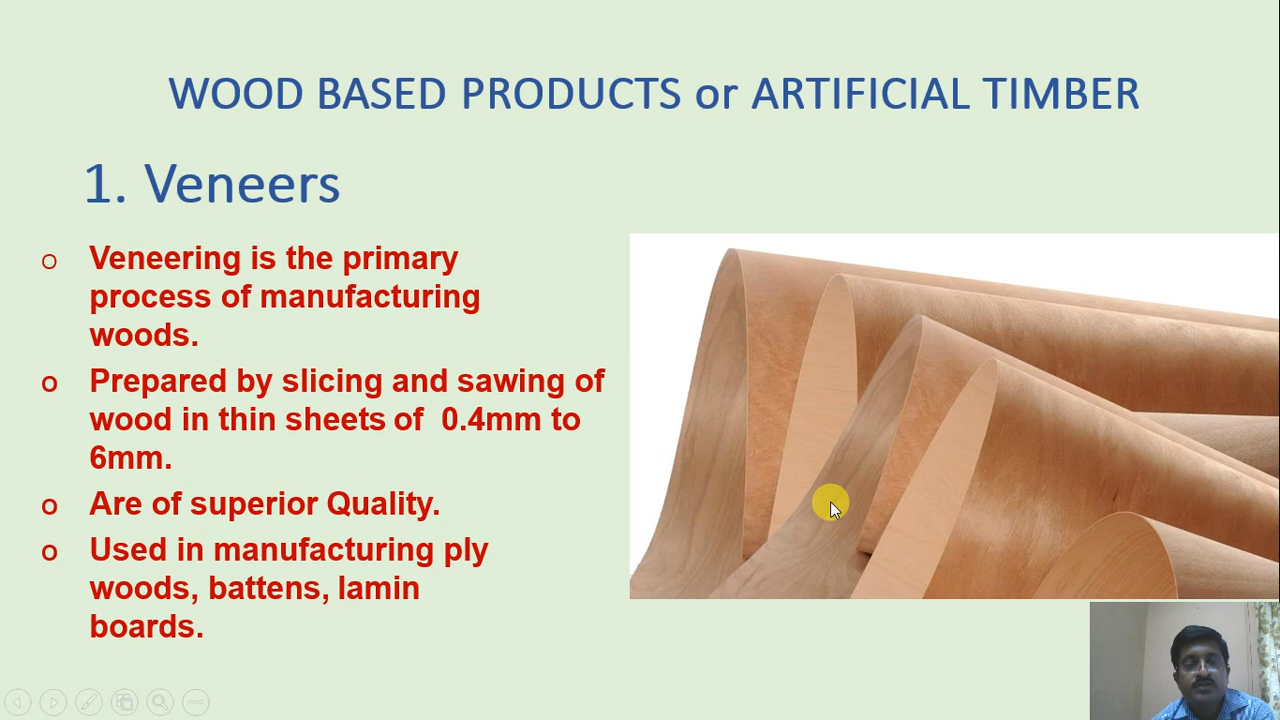 WOOD BASED PRODUCTS or ARTIFICIAL TIMBER
1. Veneers
o Veneering is the primary
process of manufacturing
woods.
o Prepared by slicing and sawing of
wood in thin sheets of 0.4mm to
6mm.
o Are of superior Quality.
o Used in manufacturing ply
woods, battens, lamin
boards.